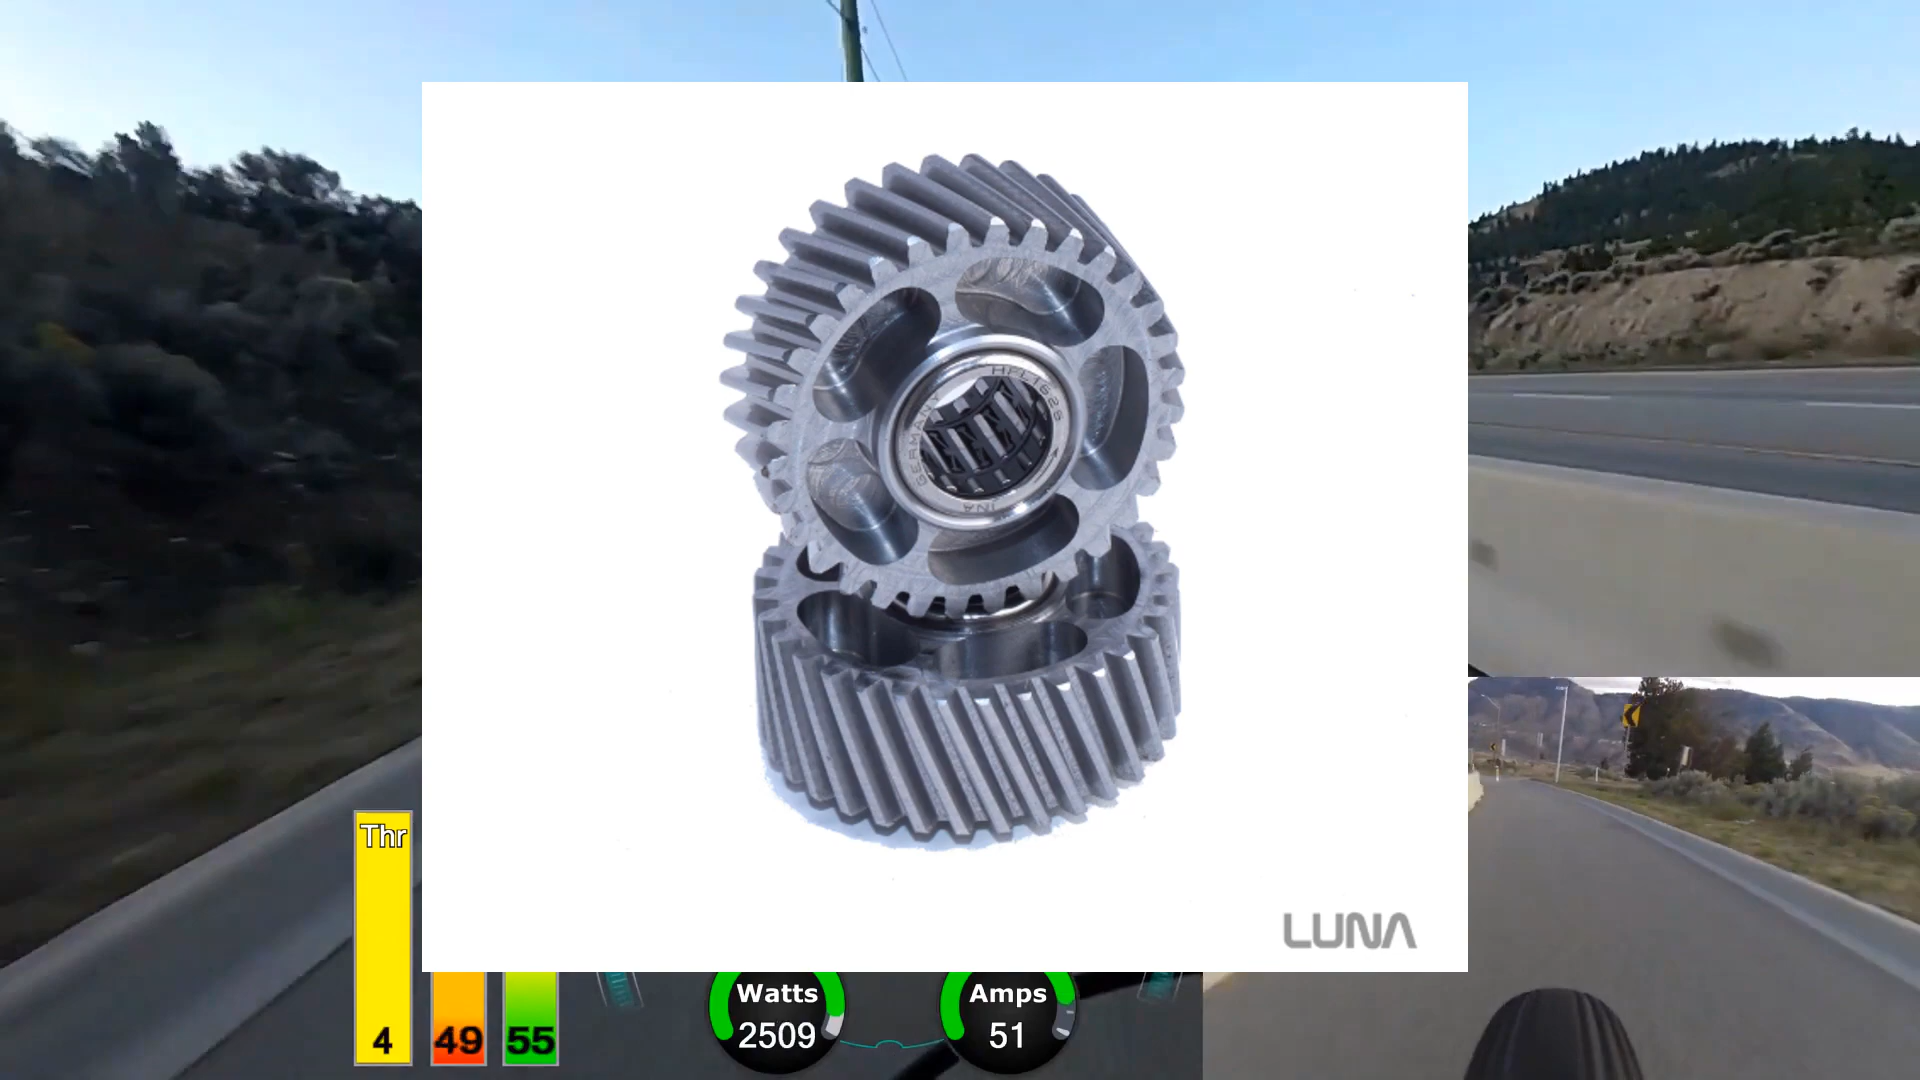 HFL1626
GERMANY
INA
LUNA
Thr
4
49
55
Watts
2509
Amps
51